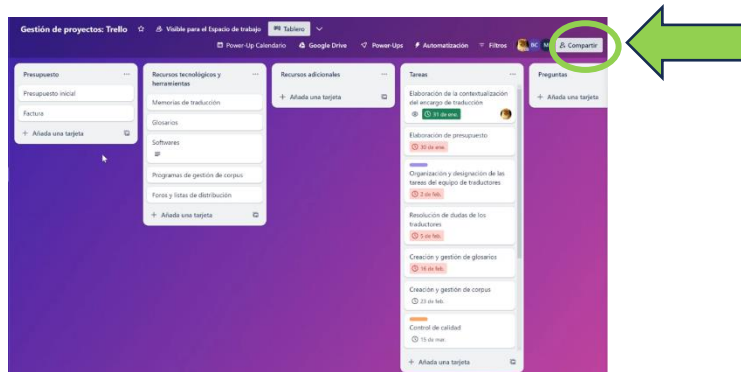 Gestión de proyectos: Trello
Visible para el Espacio de trabajo
Tablero
Power-Up Calendario
Google Drive
Power-Ups
Automatización
Filtros
Compartir
Presupuesto
Presupuesto inicial
Factura
+ Añada una tarjeta
Recursos tecnológicos y
herramientas
Memorias de traducción
Glosarios
Softwares
Programas de gestión de corpus
Foros y listas de distribución
+ Añada una tarjeta
Recursos adicionales
+ Añada una tarjeta
Tareas
Elaboración de la contextualización
del encargo de traducción
31 de ene.
Elaboración de presupuesto
30 de ene.
Organización y designación de las
tareas del equipo de traductores
2 de feb.
Resolución de dudas de los
traductores
5 de feb.
Creación y gestión de glosarios
16 de feb.
Creación y gestión de corpus
23 de feb.
Control de calidad
15 de mar.
+ Añada una tarjeta
Preguntas
+ Añada una tarjeta